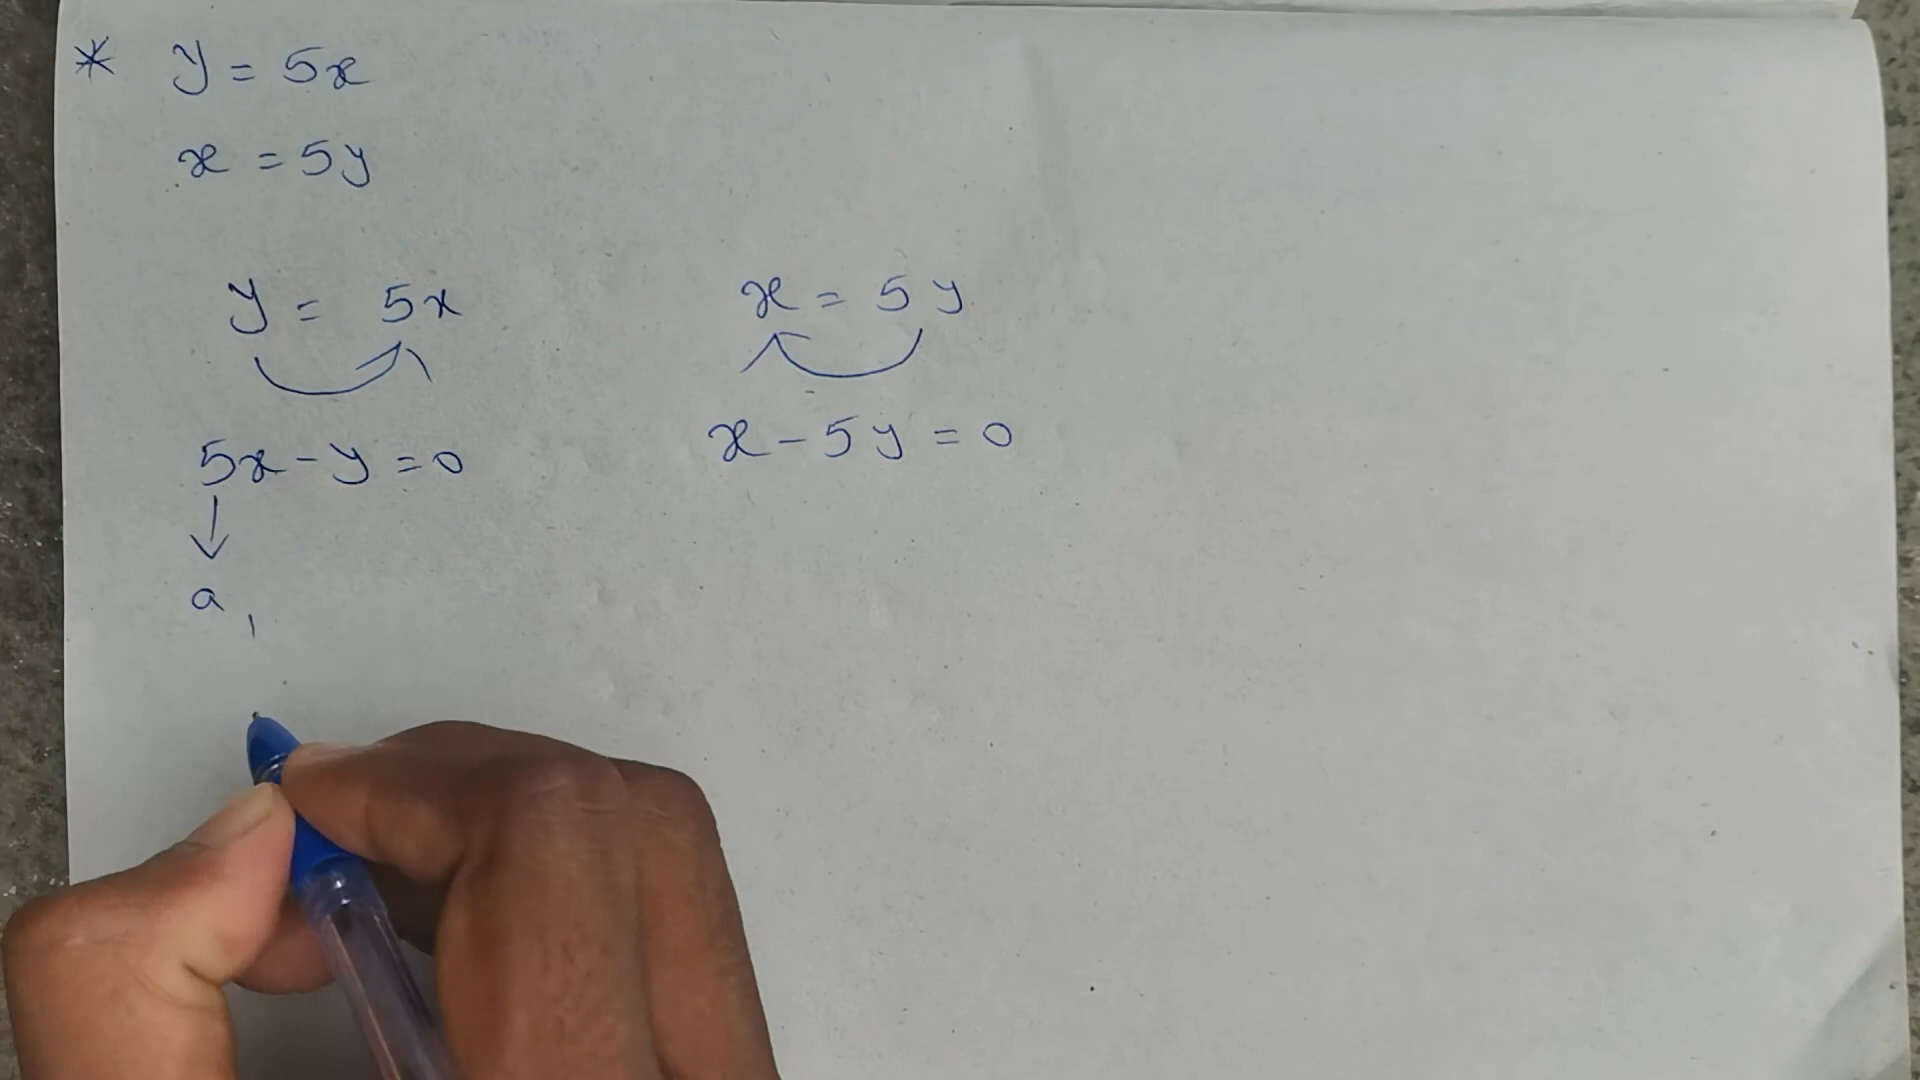 * y = 5x
x = 5y
y = 5x
x = 5y
5x - y = 0
x - 5y = 0
a1